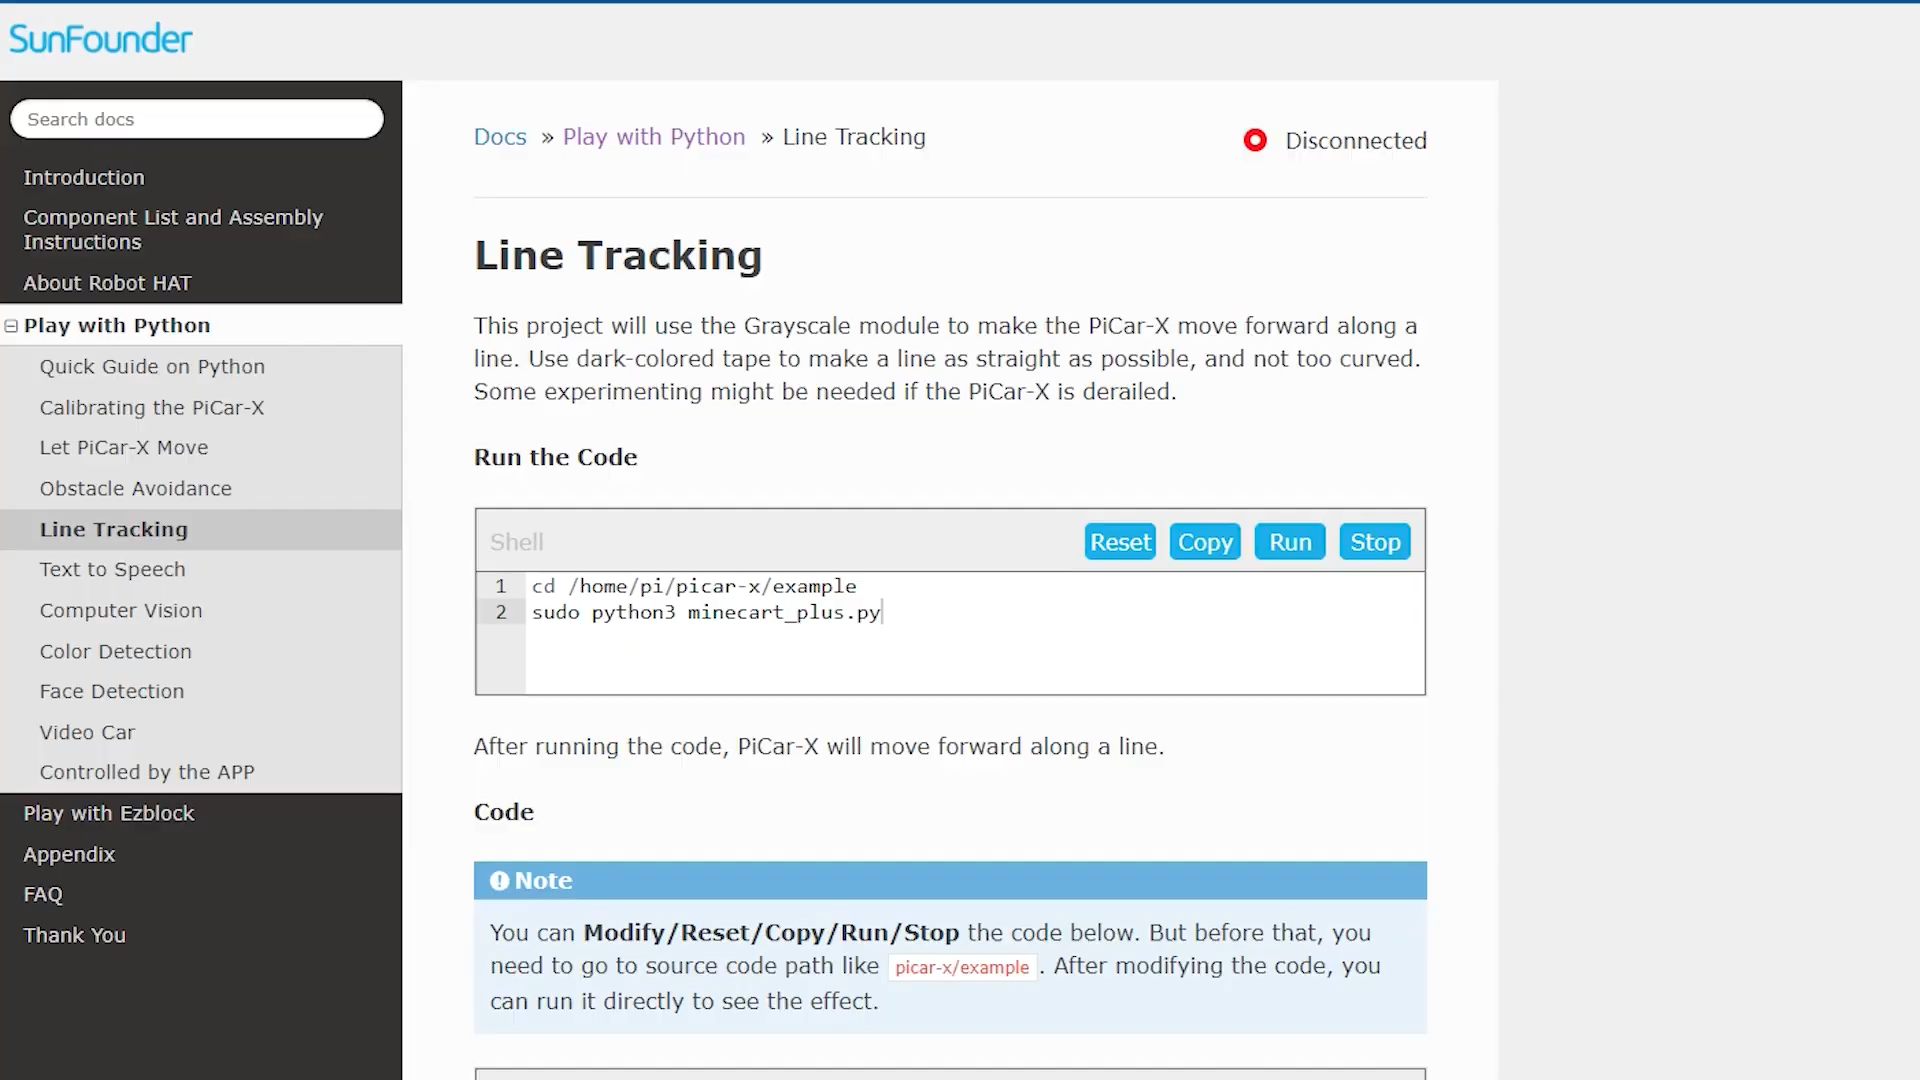 SunFounder
Search docs
Introduction
Component List and Assembly
Instructions
About Robot HAT
Play with Python
Quick Guide on Python
Calibrating the PiCar-X
Let PiCar-X Move
Obstacle Avoidance
Line Tracking
Text to Speech
Computer Vision
Color Detection
Face Detection
Video Car
Controlled by the APP
Play with Ezblock
Appendix
FAQ
Thank You
Docs » Play with Python » Line Tracking
Disconnected
Line Tracking
This project will use the Grayscale module to make the PiCar-X move forward along a
line. Use dark-colored tape to make a line as straight as possible, and not too curved.
Some experimenting might be needed if the PiCar-X is derailed.
Run the Code
Shell
Reset Copy Run Stop
1 cd /home/pi/picar-x/example
2 sudo python3 minecart_plus.py
After running the code, PiCar-X will move forward along a line.
Code
Note
You can Modify/Reset/Copy/Run/Stop the code below. But before that, you
need to go to source code path like picar-x/example . After modifying the code, you
can run it directly to see the effect.